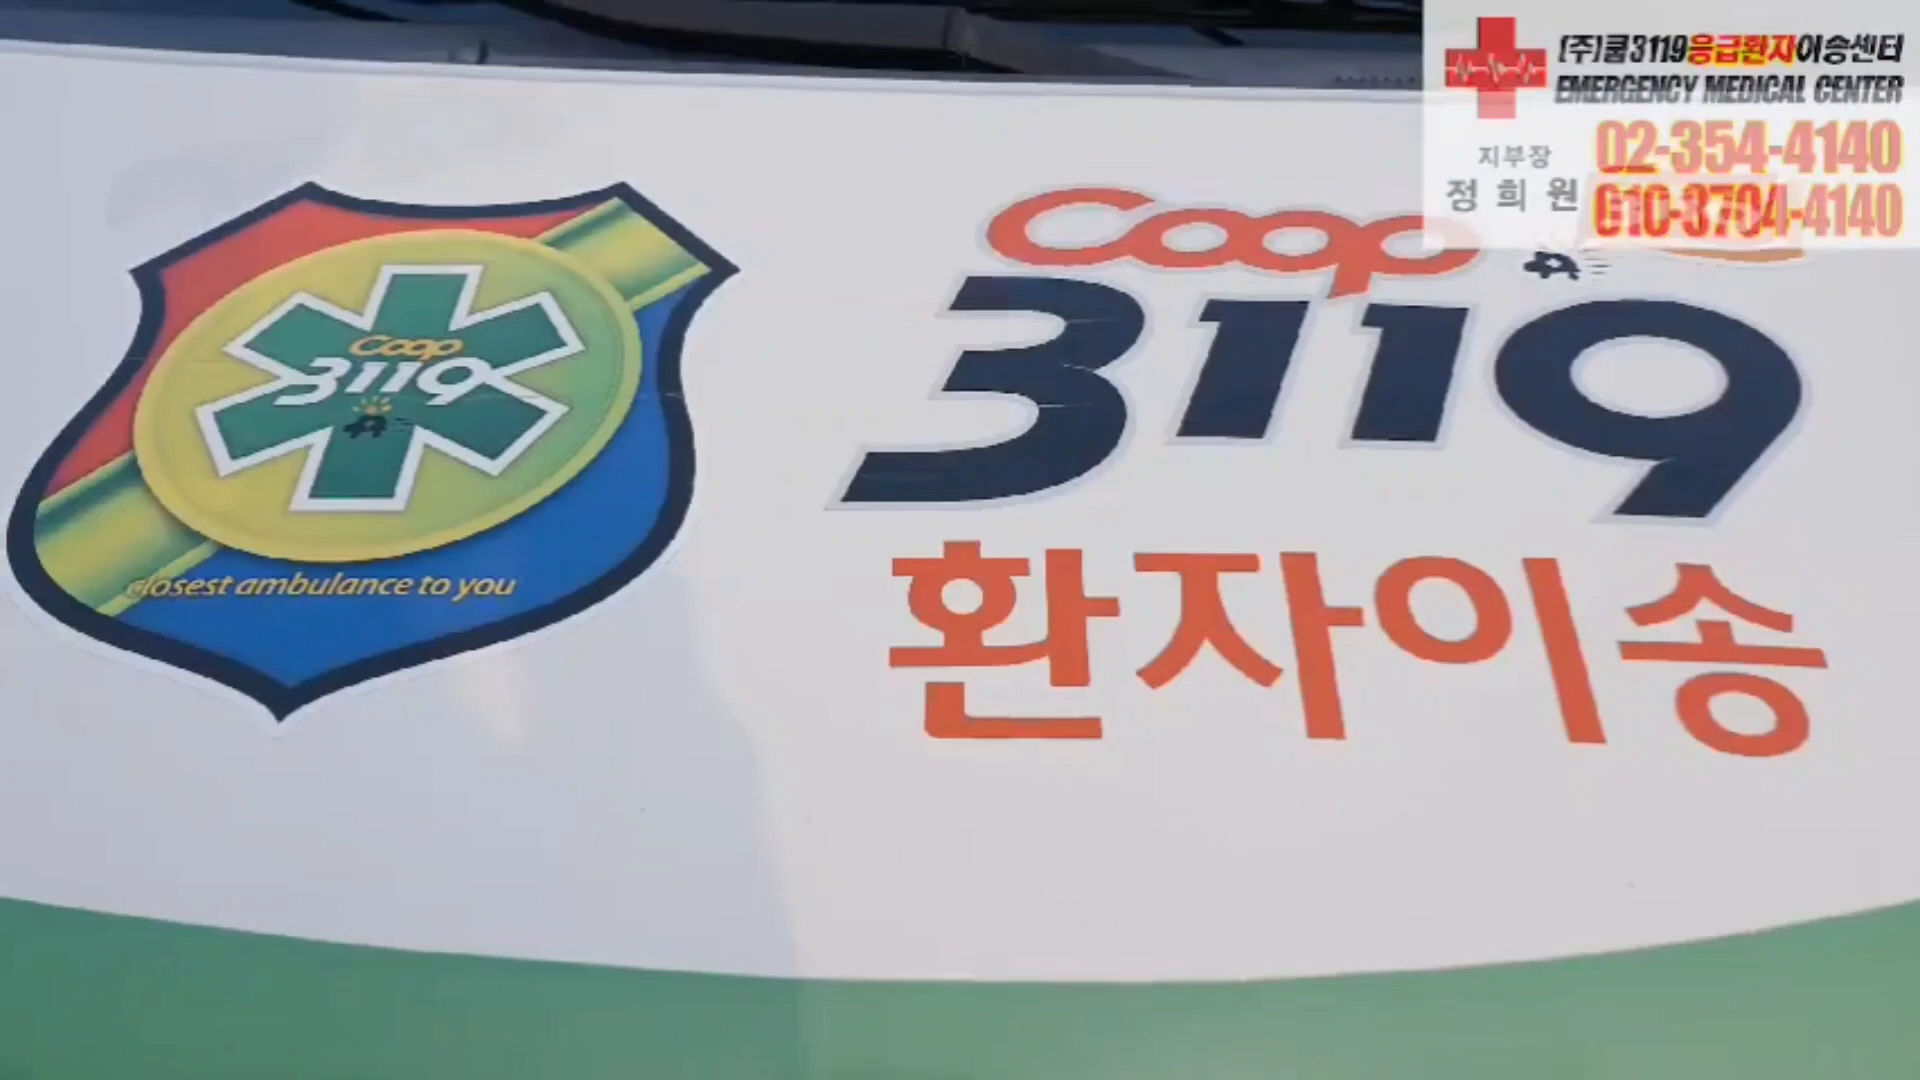 (주)쿱3119응급환자이송센터
EMERGENCY MEDICAL CENTER
지부장
정희원
02-354-4140
010-3704-4140
Coop
3119
환자이송
Coop
3119
closest ambulance to you